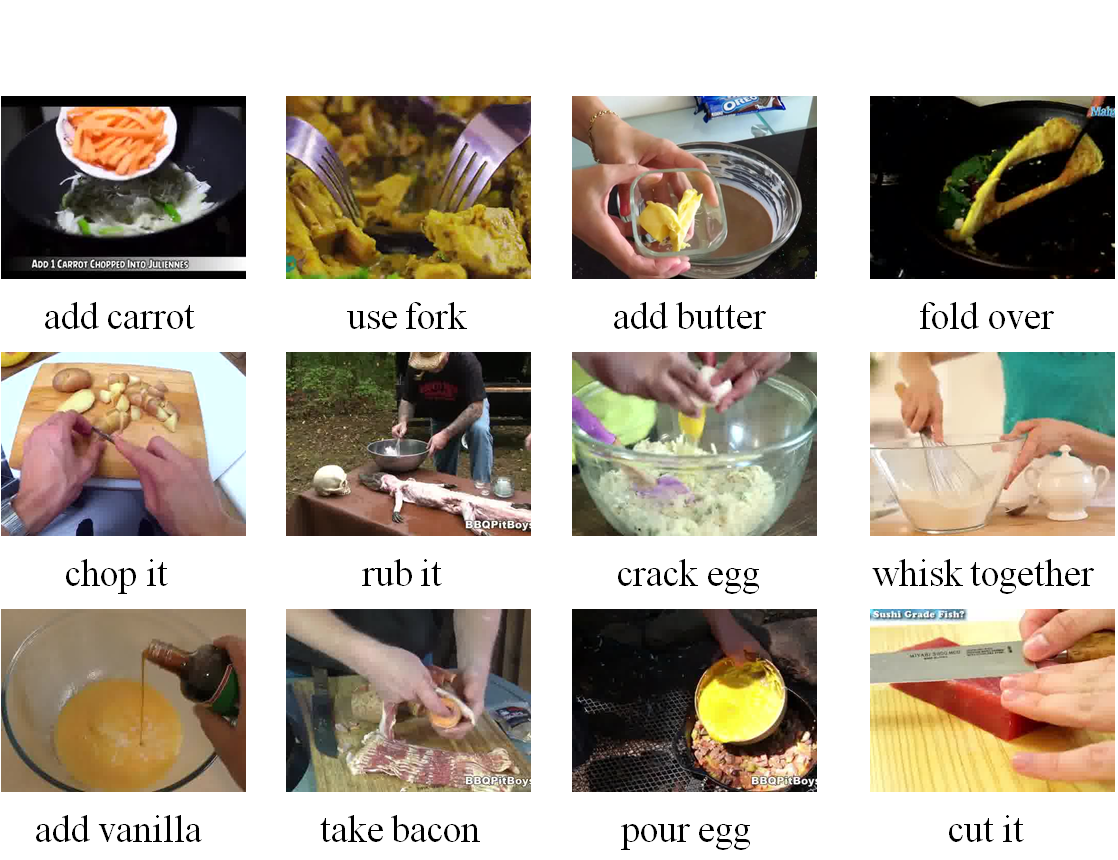 OREO
Maha
ADD 1 CARROT CHOPPED INTO JULIENNES
add carrot
use fork
add butter
fold over
BBQPitBoys
chop it
rub it
crack egg
whisk together
Sushi Grade Fish?
BBQPitBoys
BBQPitBoys
add vanilla
take bacon
pour egg
cut it